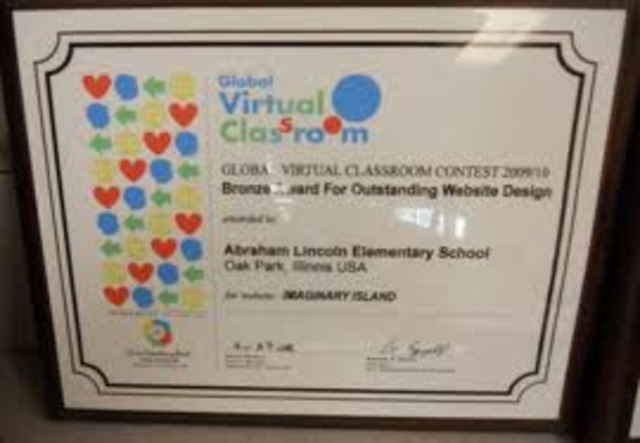 Global
Virtual
Classroom
GLOBAL VIRTUAL CLASSROOM CONTEST 2009/10
Bronze Award For Outstanding Website Design
awarded to:
Abraham Lincoln Elementary School
Oak Park, Illinois USA
for website: IMAGINARY ISLAND